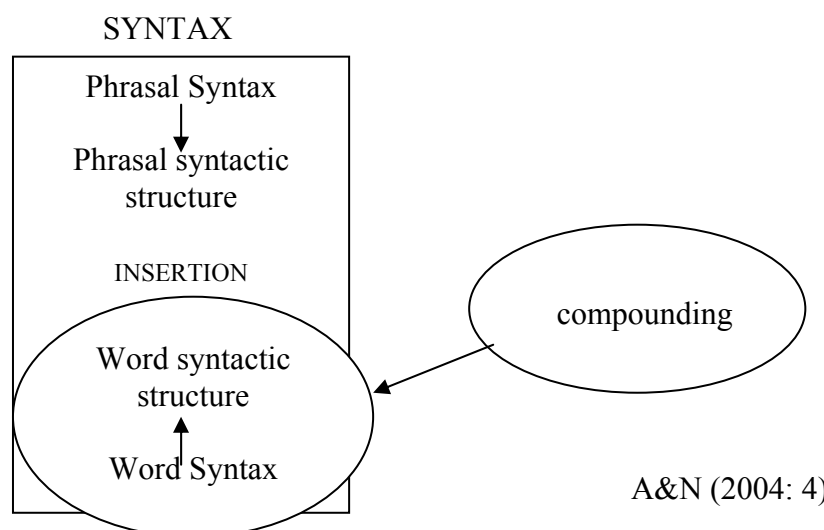 SYNTAX
Phrasal Syntax
Phrasal syntactic
structure
INSERTION
compounding
Word syntactic
structure
Word Syntax
A&N (2004: 4)